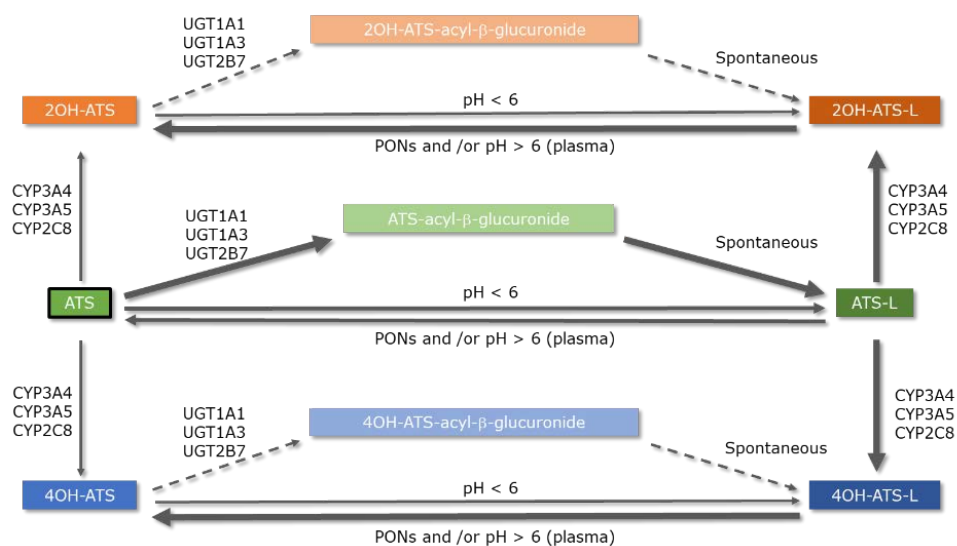 UGT1A1
UGT1A3
UGT2B7
2OH-ATS-acyl-β-glucuronide
Spontaneous
2OH-ATS
pH < 6
2OH-ATS-L
PONs and /or pH > 6 (plasma)
CYP3A4
CYP3A5
CYP2C8
UGT1A1
UGT1A3
UGT2B7
ATS-acyl-β-glucuronide
Spontaneous
CYP3A4
CYP3A5
CYP2C8
ATS
pH < 6
ATS-L
PONs and /or pH > 6 (plasma)
CYP3A4
CYP3A5
CYP2C8
UGT1A1
UGT1A3
UGT2B7
4OH-ATS-acyl-β-glucuronide
Spontaneous
CYP3A4
CYP3A5
CYP2C8
4OH-ATS
pH < 6
4OH-ATS-L
PONs and /or pH > 6 (plasma)